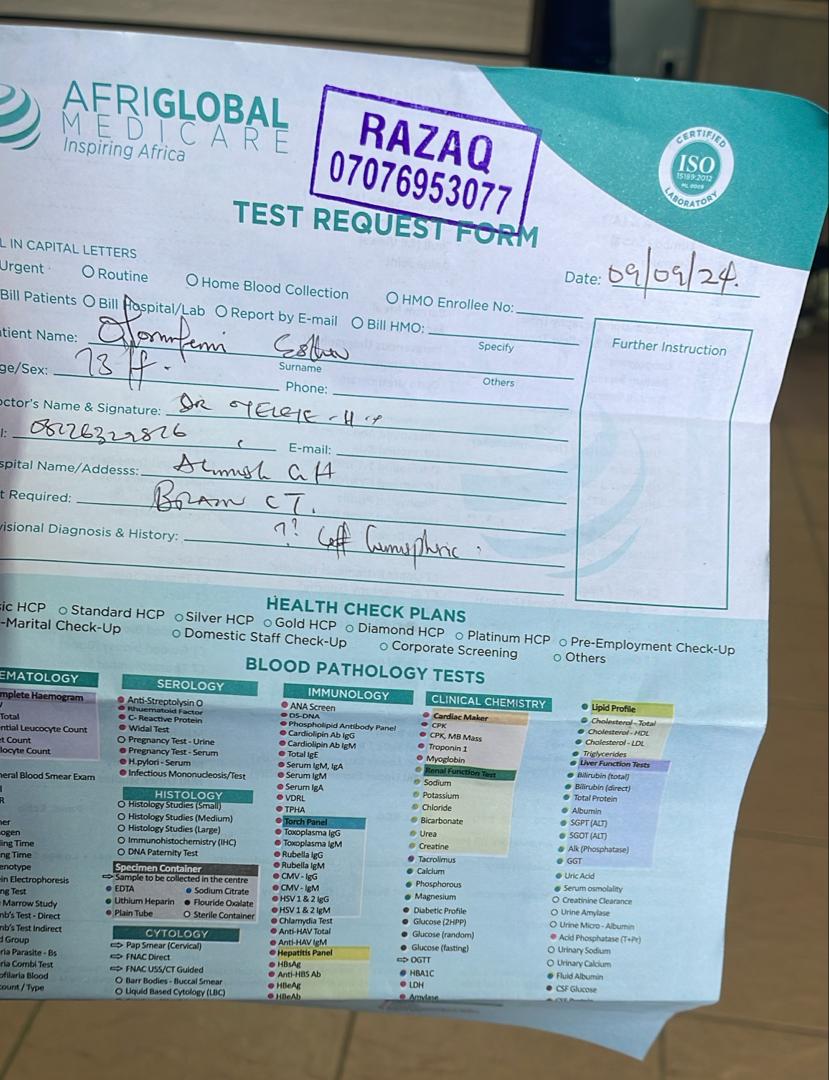 AFRIGLOBAL
MEDICARE
Inspiring Africa
RAZAQ
07076953077
CERTIFIED
ISO
15189:2012
LABORATORY
TEST REQUEST FORM
L IN CAPITAL LETTERS
Date: 09/09/24.
Urgent O Routine O Home Blood Collection O HMO Enrollee No:
Bill Patients O Bill Hospital/Lab O Report by E-mail O Bill HMO:
Specify
Further Instruction
tient Name:
Surname
Others
ge/Sex: 73 / f.
Phone:
octor's Name & Signature: DR
l:
E-mail:
spital Name/Addesss:
t Required: BRAIN CT.
visional Diagnosis & History: ?? Left hemispheric
HEALTH CHECK PLANS
sic HCP o Standard HCP o Silver HCP o Gold HCP o Diamond HCP o Platinum HCP o Pre-Employment Check-Up
-Marital Check-Up o Domestic Staff Check-Up o Corporate Screening o Others
BLOOD PATHOLOGY TESTS
EMATOLOGY
mplete Haemogram
Total
ntial Leucocyte Count
et Count
locyte Count
neral Blood Smear Exam
R
ner
ogen
ling Time
ng Time
enotype
in Electrophoresis
ng Test
Marrow Study
nb's Test - Direct
nb's Test Indirect
d Group
ria Parasite - Bs
ria Combi Test
ofilaria Blood
count / Type
SEROLOGY
Anti-Streptolysin O
Rhuematoid Factor
C- Reactive Protein
Widal Test
Pregnancy Test - Urine
Pregnancy Test - Serum
H.pylori - Serum
Infectious Mononucleosis/Test
HISTOLOGY
Histology Studies (Small)
Histology Studies (Medium)
Histology Studies (Large)
Immunohistochemistry (IHC)
DNA Paternity Test
Specimen Container
Sample to be collected in the centre
EDTA Sodium Citrate
Lithium Heparin Flouride Oxalate
Plain Tube Sterile Container
CYTOLOGY
Pap Smear (Cervical)
FNAC Direct
FNAC USS/CT Guided
Barr Bodies - Buccal Smear
Liquid Based Cytology (LBC)
IMMUNOLOGY
ANA Screen
DS-DNA
Phospholipid Antibody Panel
Cardiolipin Ab IgG
Cardiolipin Ab IgM
Total IgE
Serum IgM, IgA
Serum IgM
Serum IgA
VDRL
TPHA
Torch Panel
Toxoplasma IgG
Toxoplasma IgM
Rubella IgG
Rubella IgM
CMV - IgG
CMV - IgM
HSV 1 & 2 IgG
HSV 1 & 2 IgM
Chlamydia Test
Anti-HAV Total
Anti-HAV IgM
Hepatitis Panel
HBsAg
Anti-HBS Ab
HBeAg
HBeAb
CLINICAL CHEMISTRY
Cardiac Maker
CPK
CPK, MB Mass
Troponin 1
Myoglobin
Renal Function Test
Sodium
Potassium
Chloride
Bicarbonate
Urea
Creatine
Tacrolimus
Calcium
Phosphorous
Magnesium
Diabetic Profile
Glucose (2HPP)
Glucose (random)
Glucose (fasting)
OGTT
HBA1C
LDH
Amylase
Lipid Profile
Cholesterol - Total
Cholesterol - HDL
Cholesterol - LDL
Triglycerides
Liver Function Tests
Bilirubin (total)
Bilirubin (direct)
Total Protein
Albumin
SGPT (ALT)
SGOT (ALT)
Alk (Phosphatase)
GGT
Uric Acid
Serum osmolality
Creatinine Clearance
Urine Amylase
Urine Micro - Albumin
Acid Phosphatase (T+Pr)
Urinary Sodium
Urinary Calcium
Fluid Albumin
CSF Glucose